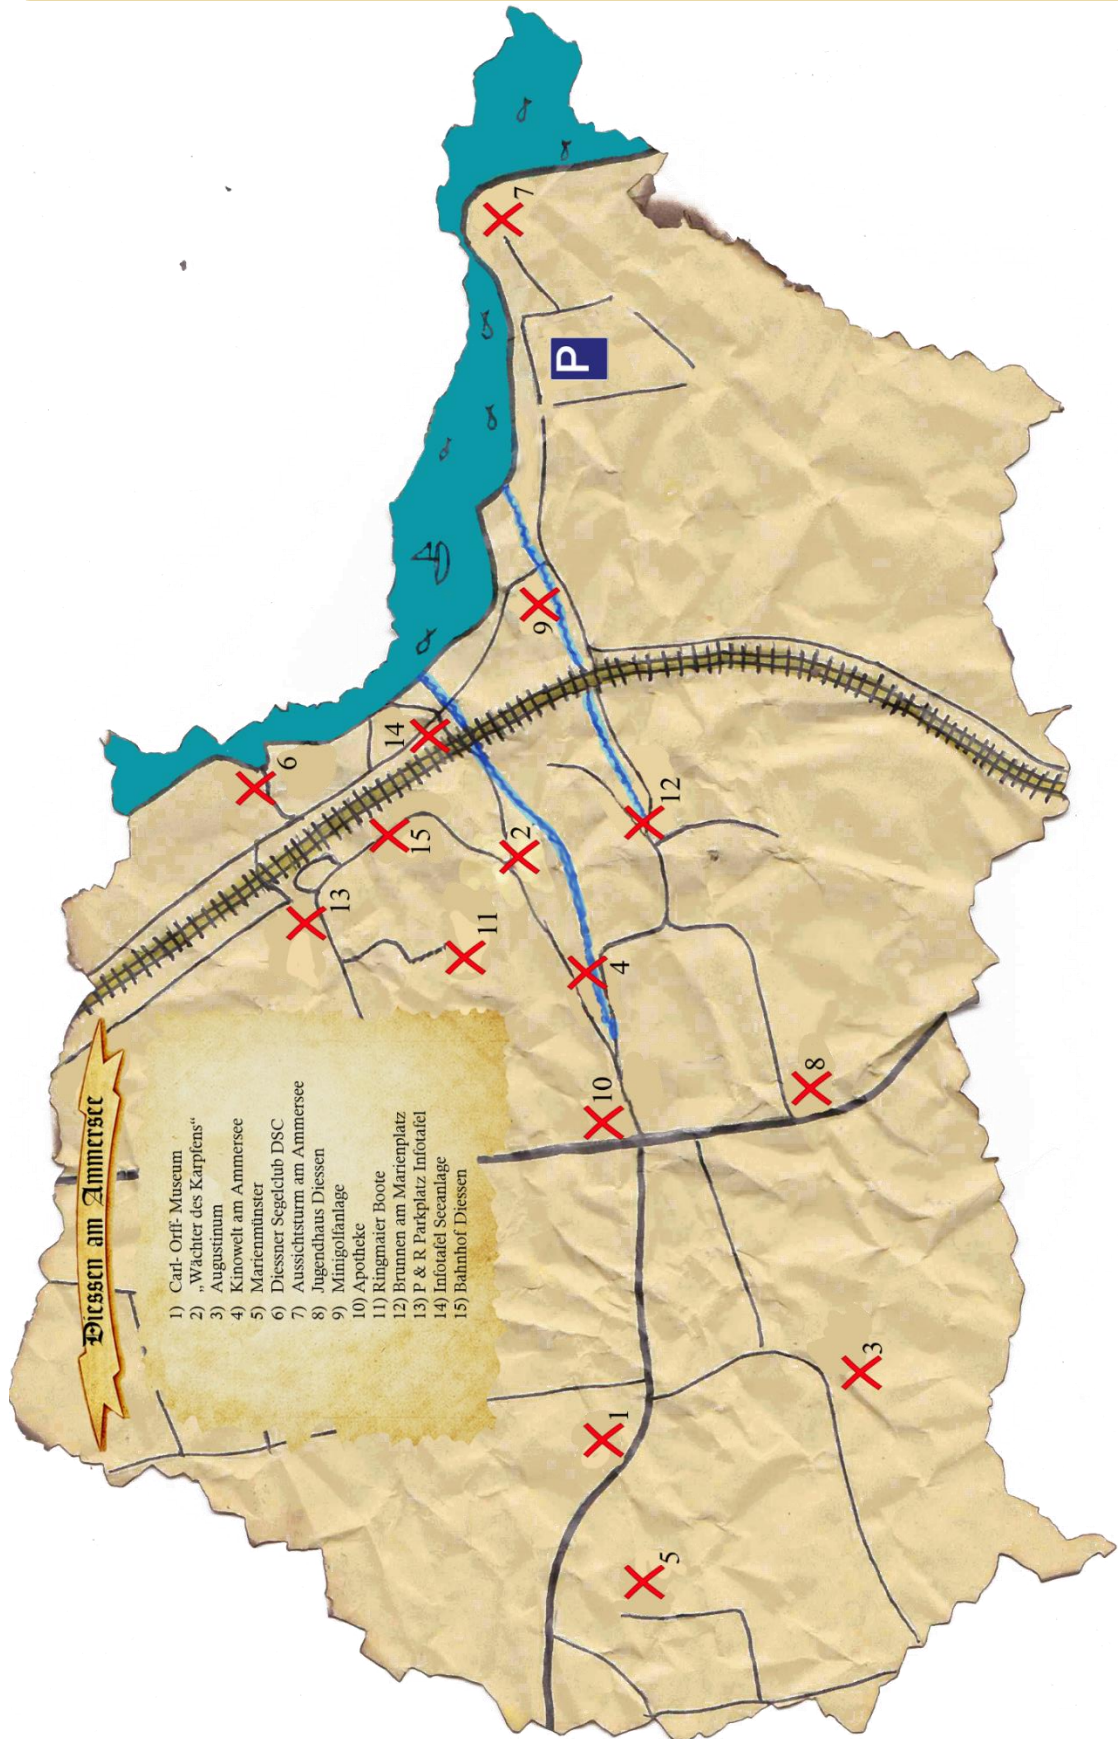 Diessen am Ammersee
1) Carl- Orff- Museum
2) „Wächter des Karpfens“
3) Augustinum
4) Kinowelt am Ammersee
5) Marienmünster
6) Diessner Segelclub DSC
7) Aussichtsturm am Ammersee
8) Jugendhaus Diessen
9) Minigolfanlage
10) Apotheke
11) Ringmaier Boote
12) Brunnen am Marienplatz
13) P & R Parkplatz Infotafel
14) Infotafel Seeanlage
15) Bahnhof Diessen
6
14
15
13
11
2
9
7
P
12
4
10
8
1
3
5